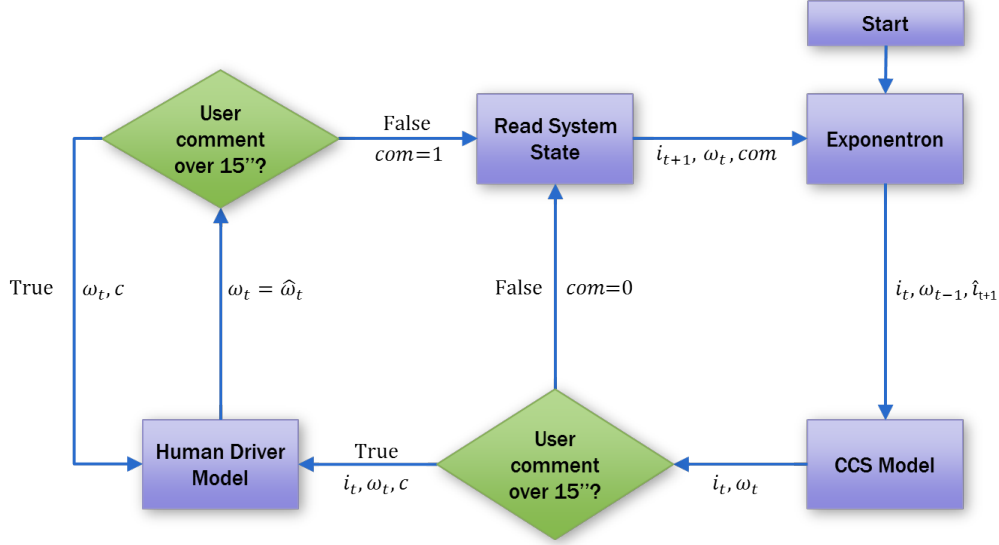 Start
User
comment
over 15”?
False
com=1
Read System
State
i_{t+1}, ω_t, com
Exponentron
True
ω_t, c
ω_t = ω̂_t
False
com=0
i_t, ω_{t−1}, î_{t+1}
Human Driver
Model
True
i_t, ω_t, c
User
comment
over 15”?
i_t, ω_t
CCS Model